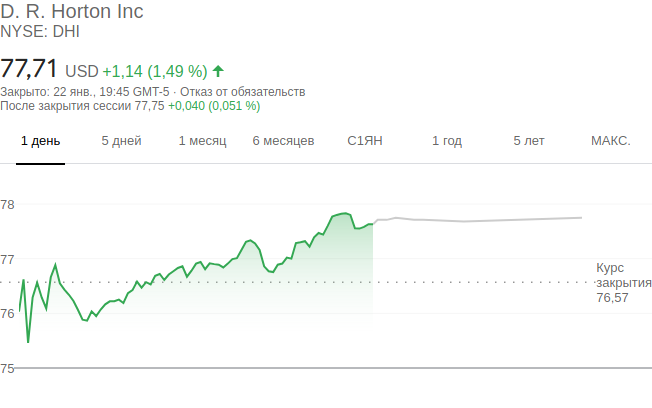 D. R. Horton Inc
NYSE: DHI
77,71 USD +1,14 (1,49 %)
Закрыто: 22 янв., 19:45 GMT-5 · Отказ от обязательств
После закрытия сессии 77,75 +0,040 (0,051 %)
1 день 5 дней 1 месяц 6 месяцев С1ЯН 1 год 5 лет МАКС.
78
77
Курс
закрытия
76,57
76
75